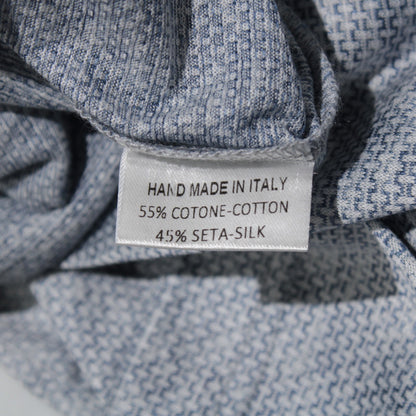 HAND MADE IN ITALY
55% COTONE-COTTON
45% SETA-SILK